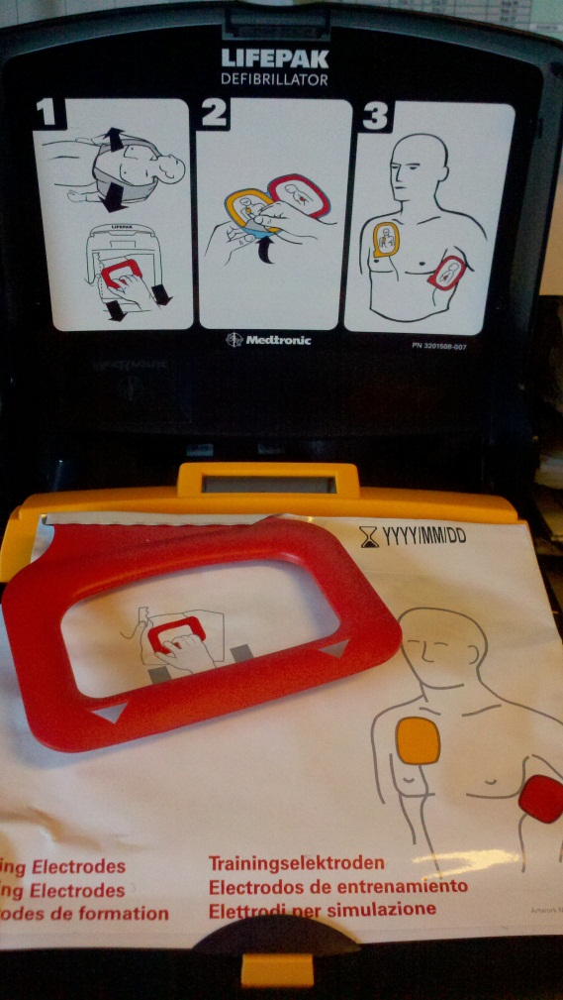 LIFEPAK
DEFIBRILLATOR
1
2
3
LIFEPAK
Medtronic
PN 3201508-007
YYYY/MM/DD
ing Electrodes
ing Electrodes
odes de formation
Trainingselektroden
Electrodos de entrenamiento
Elettrodi per simulazione
Artwork